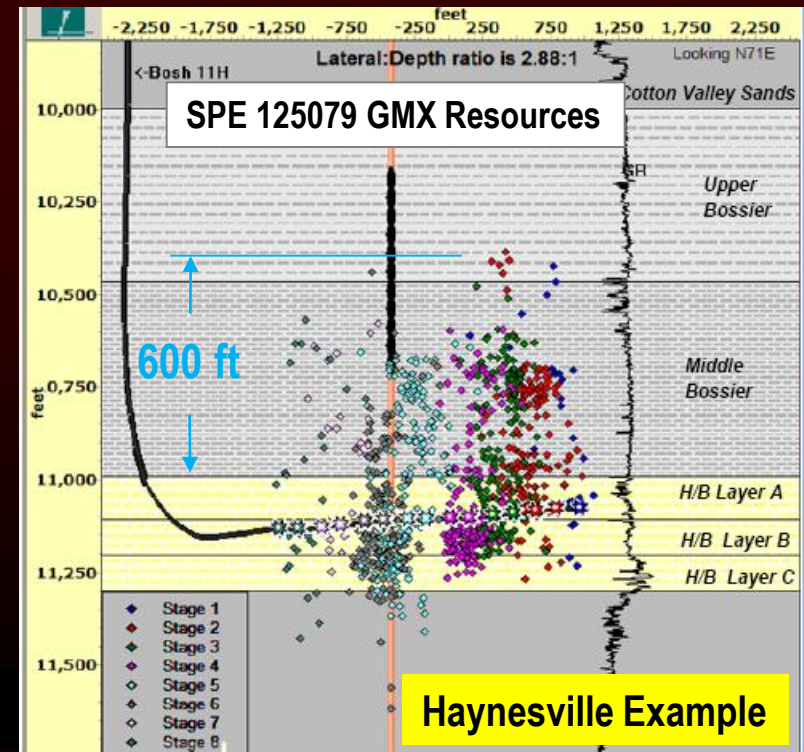 feet
-2,250 -1,750 -1,250 -750 -250 250 750 1,250 1,750 2,250
Lateral:Depth ratio is 2.88:1
Looking N71E
<-Bosh 11H
Cotton Valley Sands
SPE 125079 GMX Resources
10,000
GR
Upper
Bossier
10,250
10,500
600 ft
Middle
Bossier
0,750
feet
11,000
H/B Layer A
H/B Layer B
11,250
H/B Layer C
Stage 1
Stage 2
Stage 3
Stage 4
Stage 5
Stage 6
Stage 7
Stage 8
11,500
Haynesville Example